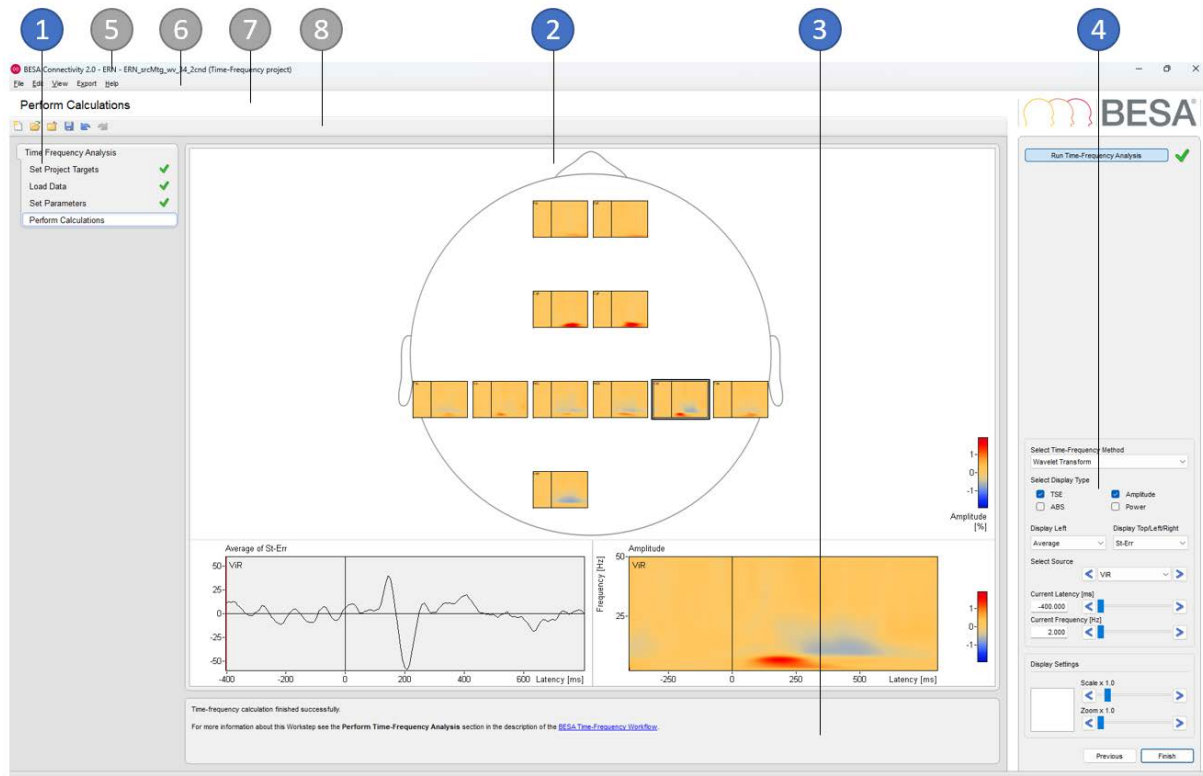 1 5 6 7 8 2 3 4
BESA Connectivity 2.0 - ERN - ERN_srcMtg_wv_34_2cnd (Time-Frequency project)
File Edit View Export Help
Perform Calculations
BESA
Time Frequency Analysis
Set Project Targets
Load Data
Set Parameters
Perform Calculations
Run Time-Frequency Analysis
1-
0-
-1-
Amplitude
[%]
Select Time-Frequency Method
Wavelet Transform
Select Display Type
TSE Amplitude
ABS Power
Display Left Display Top/Left/Right
Average St-Err
Select Source
ViR
Current Latency [ms]
-400.000
Current Frequency [Hz]
2.000
Average of St-Err
ViR
50-
25-
0-
25-
-50-
-400 -200 0 200 400 600 Latency [ms]
Amplitude
ViR
Frequency [Hz]
50-
25-
-250 0 250 500 Latency [ms]
1-
0-
-1-
Display Settings
Scale x 1.0
Zoom x 1.0
Time-frequency calculation finished successfully.
For more information about this Workstep see the Perform Time-Frequency Analysis section in the description of the BESA Time-Frequency Workflow.
Previous Finish